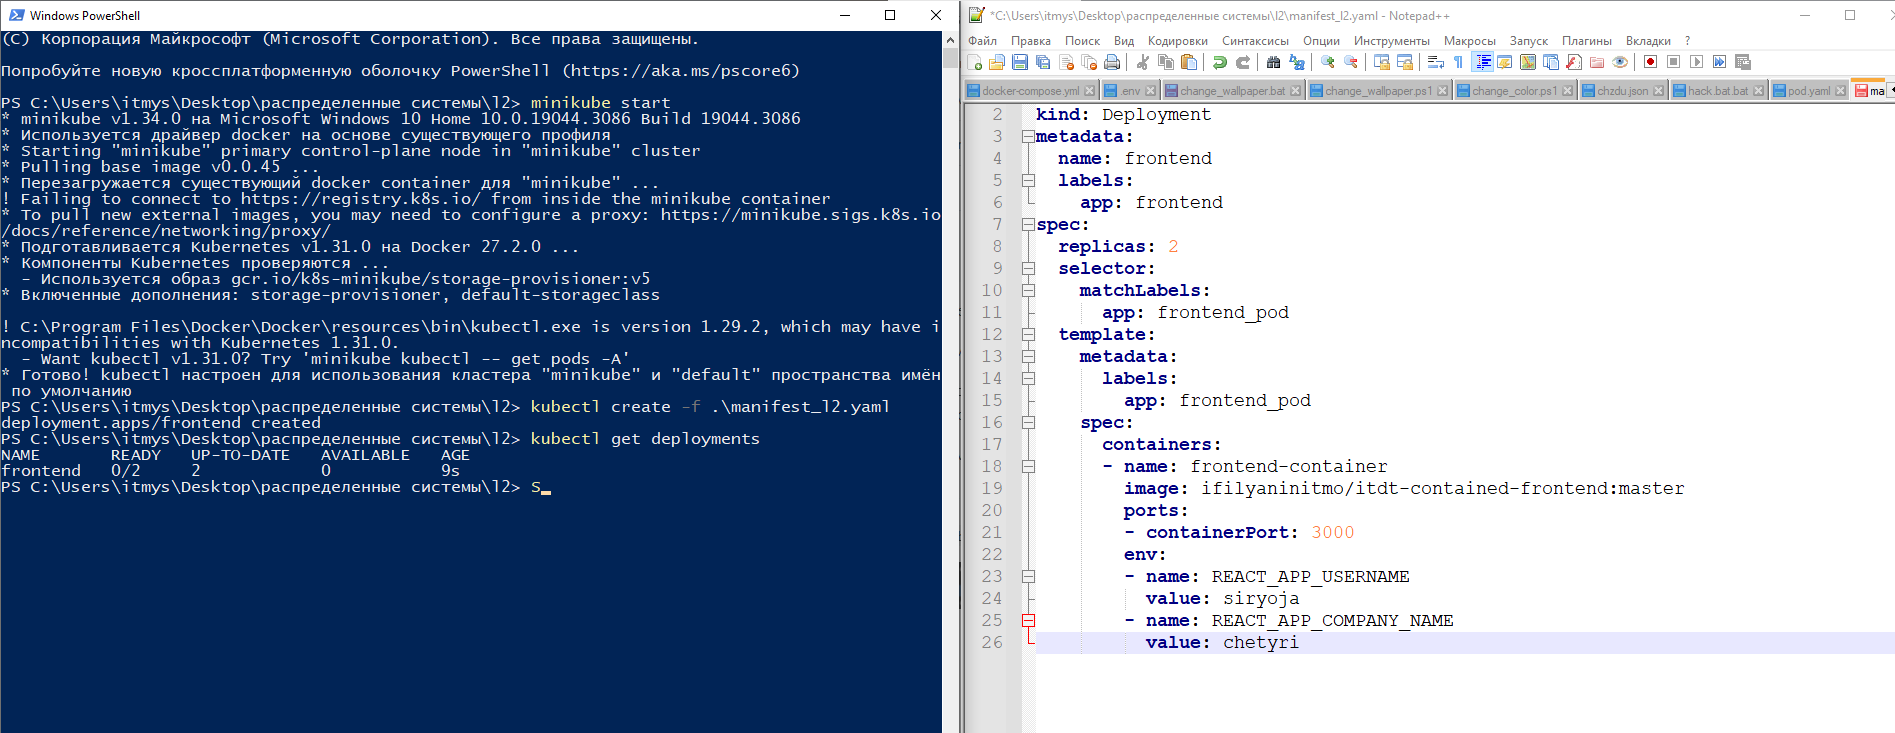 Windows PowerShell
(C) Корпорация Майкрософт (Microsoft Corporation). Все права защищены.
Попробуйте новую кроссплатформенную оболочку PowerShell (https://aka.ms/pscore6)
PS C:\Users\itmys\Desktop\распределенные системы\l2> minikube start
* minikube v1.34.0 на Microsoft Windows 10 Home 10.0.19044.3086 Build 19044.3086
* Используется драйвер docker на основе существующего профиля
* Starting "minikube" primary control-plane node in "minikube" cluster
* Pulling base image v0.0.45 ...
* Перезагружается существующий docker container для "minikube" ...
! Failing to connect to https://registry.k8s.io/ from inside the minikube container
* To pull new external images, you may need to configure a proxy: https://minikube.sigs.k8s.io
/docs/reference/networking/proxy/
* Подготавливается Kubernetes v1.31.0 на Docker 27.2.0 ...
* Компоненты Kubernetes проверяются ...
  - Используется образ gcr.io/k8s-minikube/storage-provisioner:v5
* Включенные дополнения: storage-provisioner, default-storageclass
! C:\Program Files\Docker\Docker\resources\bin\kubectl.exe is version 1.29.2, which may have i
ncompatibilities with Kubernetes 1.31.0.
  - Want kubectl v1.31.0? Try 'minikube kubectl -- get pods -A'
* Готово! kubectl настроен для использования кластера "minikube" и "default" пространства имён
 по умолчанию
PS C:\Users\itmys\Desktop\распределенные системы\l2> kubectl create -f .\manifest_l2.yaml
deployment.apps/frontend created
PS C:\Users\itmys\Desktop\распределенные системы\l2> kubectl get deployments
NAME READY UP-TO-DATE AVAILABLE AGE
frontend 0/2 2 0 9s
PS C:\Users\itmys\Desktop\распределенные системы\l2> S
*C:\Users\itmys\Desktop\распределенные системы\l2\manifest_l2.yaml - Notepad++
Файл Правка Поиск Вид Кодировки Синтаксисы Опции Инструменты Макросы Запуск Плагины Вкладки ?
docker-compose.yml .env change_wallpaper.bat change_wallpaper.ps1 change_color.ps1 chzdu.json hack.bat.bat pod.yaml ma
2 kind: Deployment
3 metadata:
4 name: frontend
5 labels:
6 app: frontend
7 spec:
8 replicas: 2
9 selector:
10 matchLabels:
11 app: frontend_pod
12 template:
13 metadata:
14 labels:
15 app: frontend_pod
16 spec:
17 containers:
18 - name: frontend-container
19 image: ifilyaninitmo/itdt-contained-frontend:master
20 ports:
21 - containerPort: 3000
22 env:
23 - name: REACT_APP_USERNAME
24 value: siryoja
25 - name: REACT_APP_COMPANY_NAME
26 value: chetyri